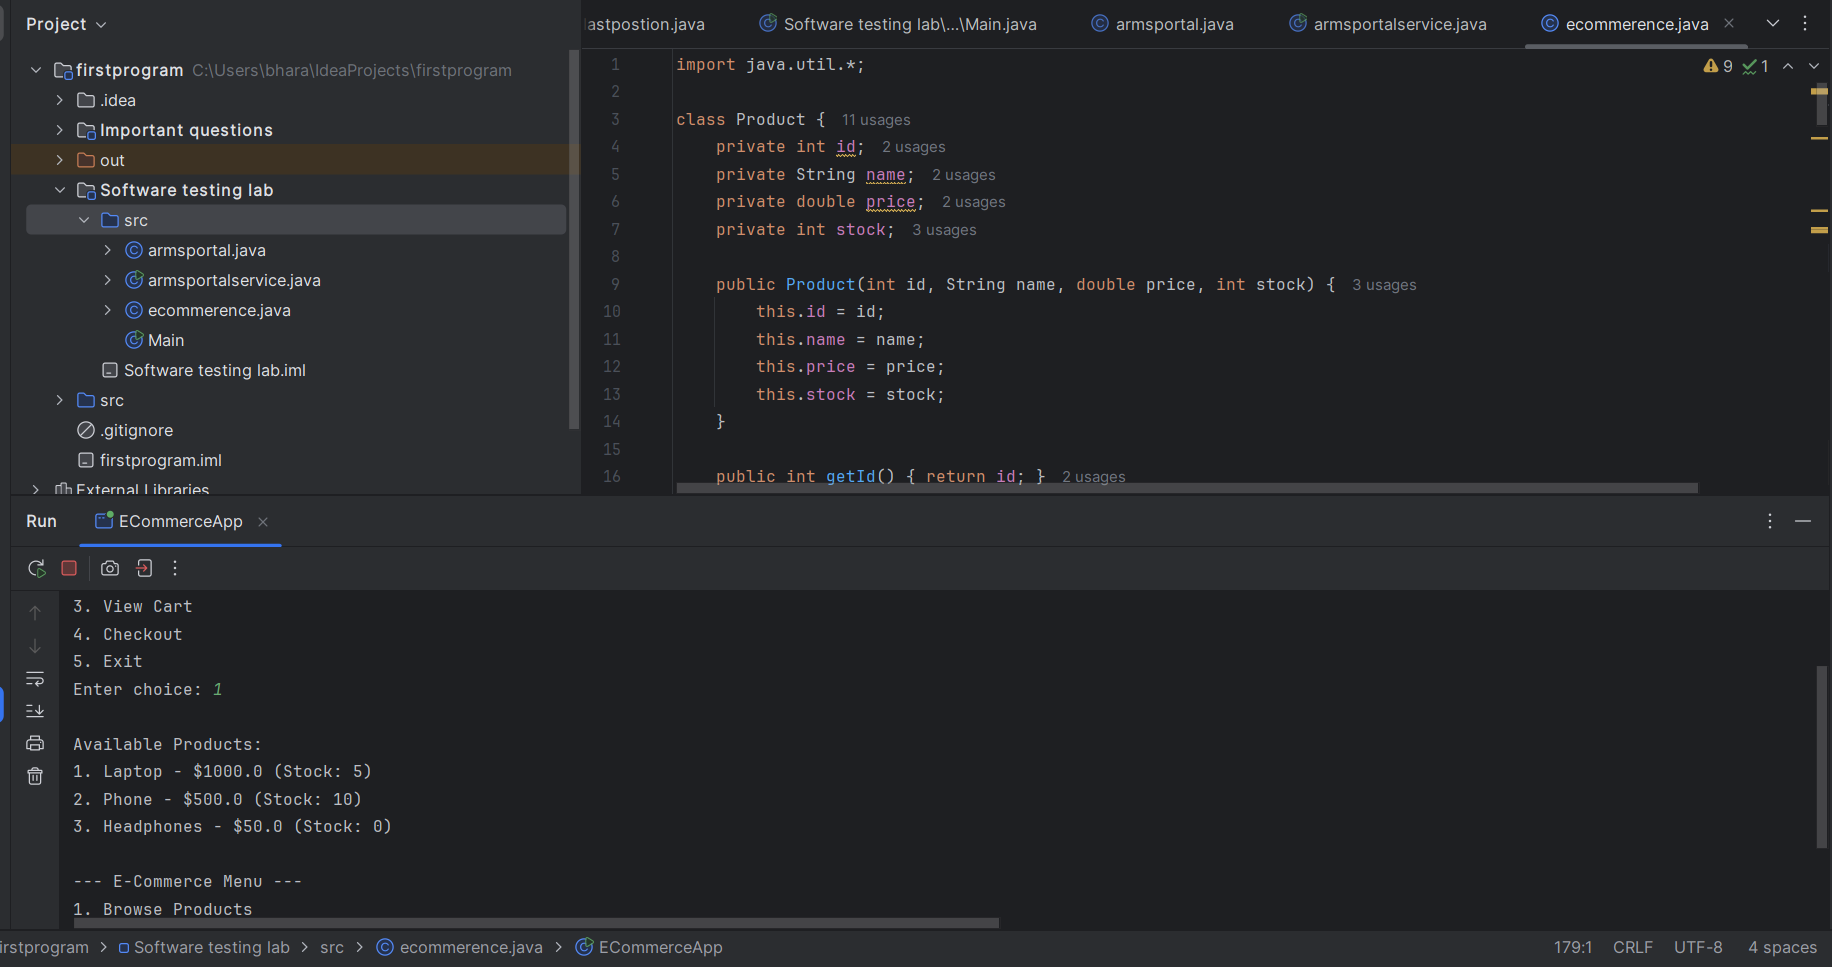 Project
firstprogram C:\Users\bhara\IdeaProjects\firstprogram
.idea
Important questions
out
Software testing lab
src
armsportal.java
armsportalservice.java
ecommerence.java
Main
Software testing lab.iml
src
.gitignore
firstprogram.iml
External Libraries
lastpostion.java Software testing lab\...\Main.java armsportal.java armsportalservice.java ecommerence.java
9 1
1 import java.util.*;
2
3 class Product { 11 usages
4 private int id; 2 usages
5 private String name; 2 usages
6 private double price; 2 usages
7 private int stock; 3 usages
8
9 public Product(int id, String name, double price, int stock) { 3 usages
10 this.id = id;
11 this.name = name;
12 this.price = price;
13 this.stock = stock;
14 }
15
16 public int getId() { return id; } 2 usages
Run ECommerceApp
3. View Cart
4. Checkout
5. Exit
Enter choice: 1
Available Products:
1. Laptop - $1000.0 (Stock: 5)
2. Phone - $500.0 (Stock: 10)
3. Headphones - $50.0 (Stock: 0)
--- E-Commerce Menu ---
1. Browse Products
irstprogram > Software testing lab > src > ecommerence.java > ECommerceApp
179:1 CRLF UTF-8 4 spaces